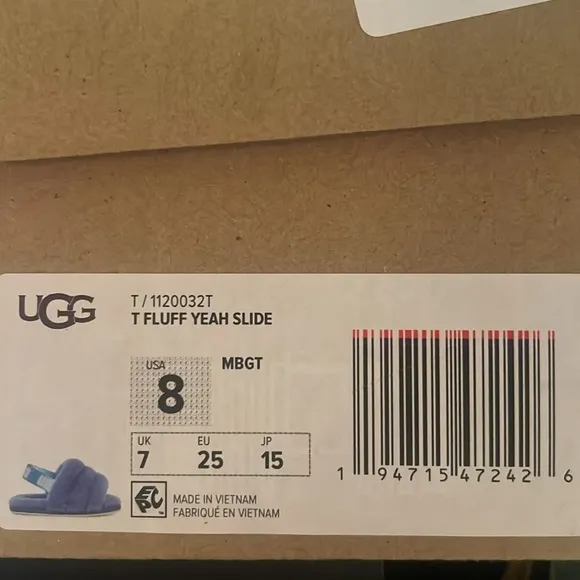 UGG
T / 1120032T
T FLUFF YEAH SLIDE
USA
8
MBGT
UK EU JP
7 25 15
EPC
MADE IN VIETNAM
FABRIQUÉ EN VIETNAM
1 94715 47242 6